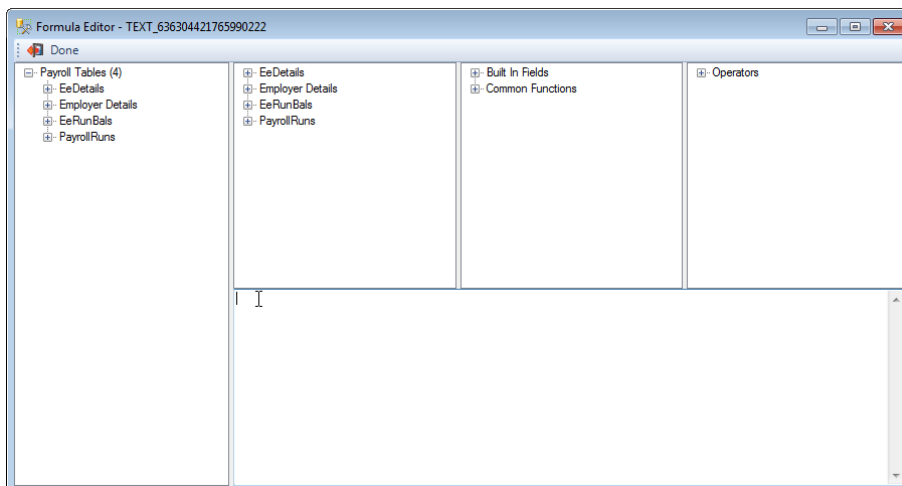 Formula Editor - TEXT_636304421765990222
Done
Payroll Tables (4)
EeDetails
Employer Details
EeRunBals
PayrollRuns
EeDetails
Employer Details
EeRunBals
PayrollRuns
Built In Fields
Common Functions
Operators